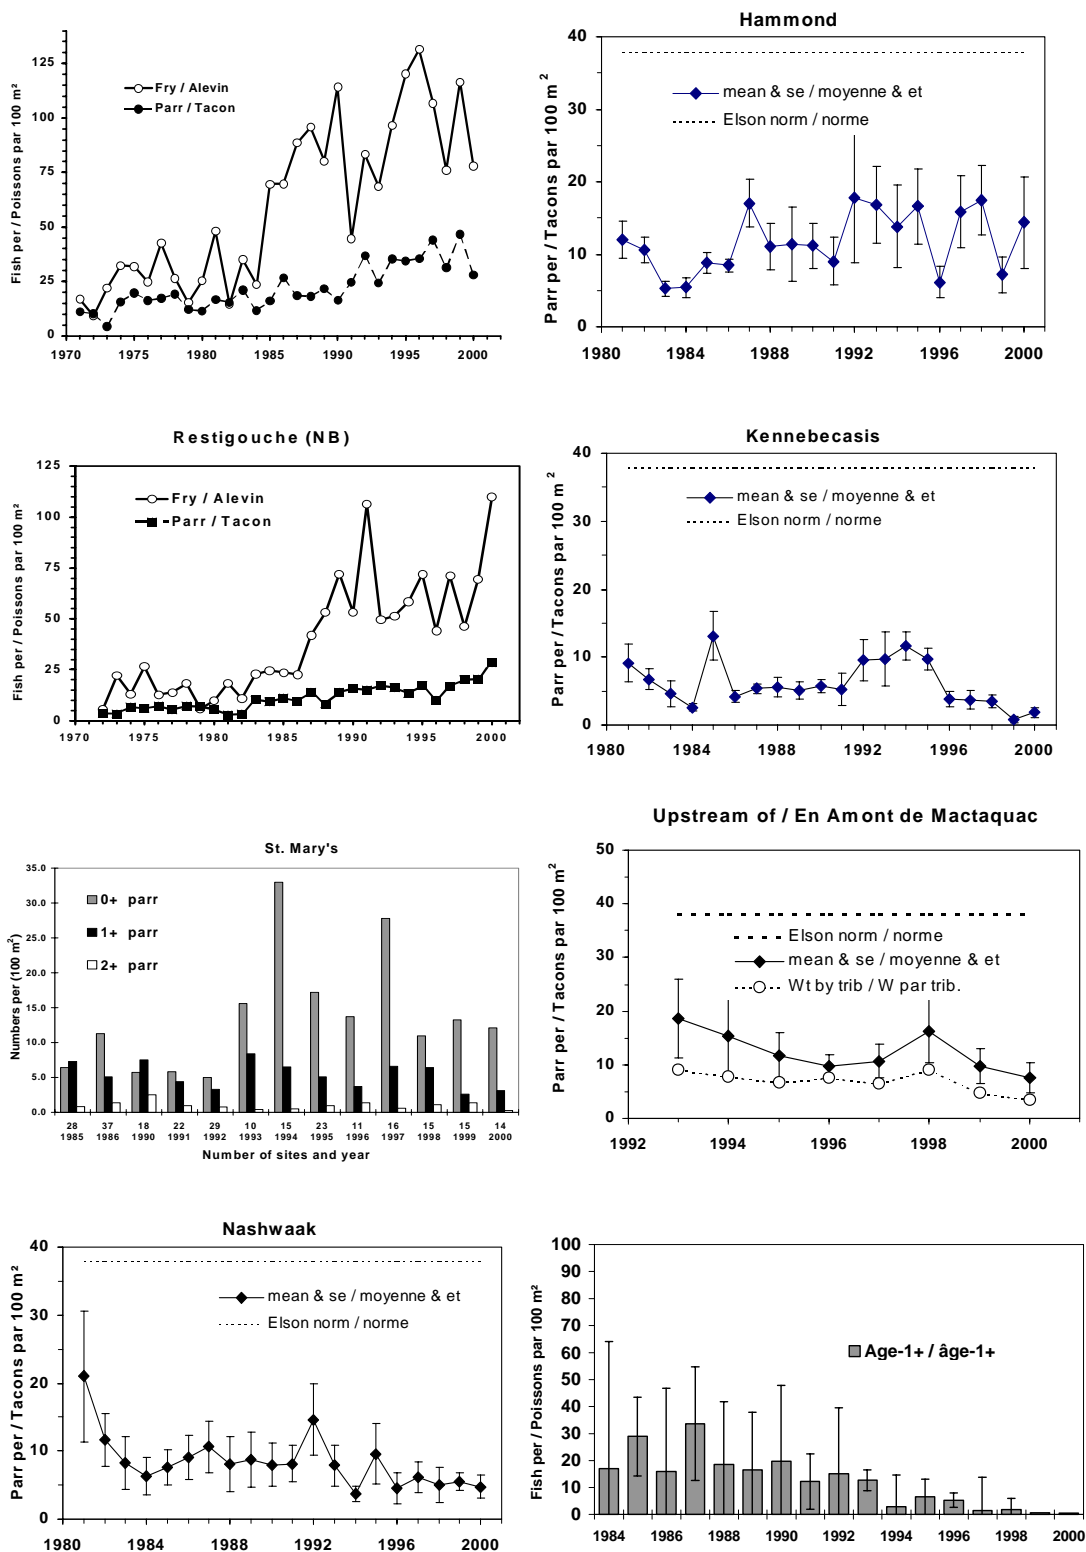 125
100
75
50
25
0
Fish per / Poissons par 100 m²
Fry / Alevin
Parr / Tacon
1970 1975 1980 1985 1990 1995 2000
Hammond
40
30
20
10
0
Parr per / Tacons par 100 m²
mean & se / moyenne & et
Elson norm / norme
1980 1984 1988 1992 1996 2000
Restigouche (NB)
125
100
75
50
25
0
Fish per / Poissons par 100 m²
Fry / Alevin
Parr / Tacon
1970 1975 1980 1985 1990 1995 2000
Kennebecasis
40
30
20
10
0
Parr per / Tacons par 100 m²
mean & se / moyenne & et
Elson norm / norme
1980 1984 1988 1992 1996 2000
St. Mary's
35.0
30.0
25.0
20.0
15.0
10.0
5.0
0.0
Numbers per (100 m²)
0+ parr
1+ parr
2+ parr
28 37 18 22 29 10 15 23 11 16 15 15 14
1985 1986 1990 1991 1992 1993 1994 1995 1996 1997 1998 1999 2000
Number of sites and year
Upstream of / En Amont de Mactaquac
50
40
30
20
10
0
Parr per / Tacons par 100 m²
Elson norm / norme
mean & se / moyenne & et
Wt by trib / W par trib.
1992 1994 1996 1998 2000
Nashwaak
40
30
20
10
0
Parr per / Tacons par 100 m²
mean & se / moyenne & et
Elson norm / norme
1980 1984 1988 1992 1996 2000
100
90
80
70
60
50
40
30
20
10
0
Fish per / Poissons par 100 m²
Age-1+ / âge-1+
1984 1986 1988 1990 1992 1994 1996 1998 2000